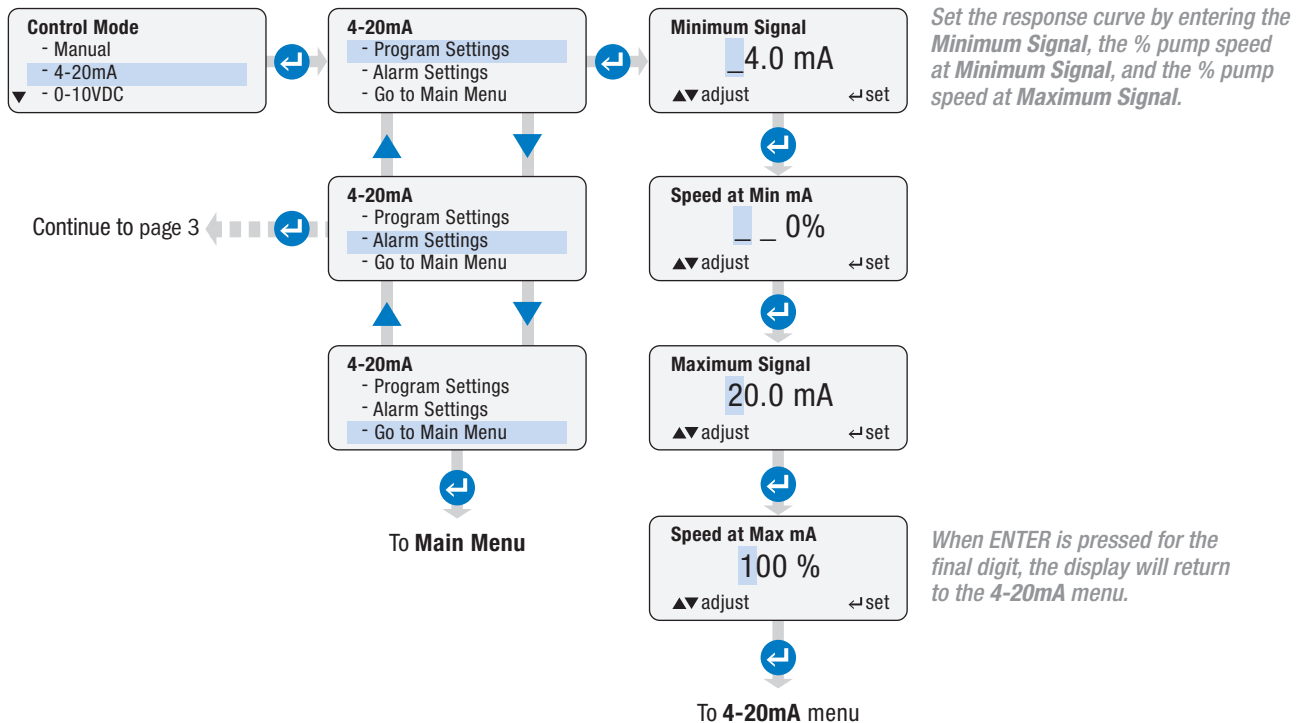 Control Mode
- Manual
- 4-20mA
▼ - 0-10VDC
4-20mA
- Program Settings
- Alarm Settings
- Go to Main Menu
Minimum Signal
_4.0 mA
▲▼ adjust ↵ set
Set the response curve by entering the
Minimum Signal, the % pump speed
at Minimum Signal, and the % pump
speed at Maximum Signal.
Continue to page 3
4-20mA
- Program Settings
- Alarm Settings
- Go to Main Menu
Speed at Min mA
_ _ 0%
▲▼ adjust ↵ set
4-20mA
- Program Settings
- Alarm Settings
- Go to Main Menu
Maximum Signal
20.0 mA
▲▼ adjust ↵ set
To Main Menu
Speed at Max mA
100 %
▲▼ adjust ↵ set
When ENTER is pressed for the
final digit, the display will return
to the 4-20mA menu.
To 4-20mA menu